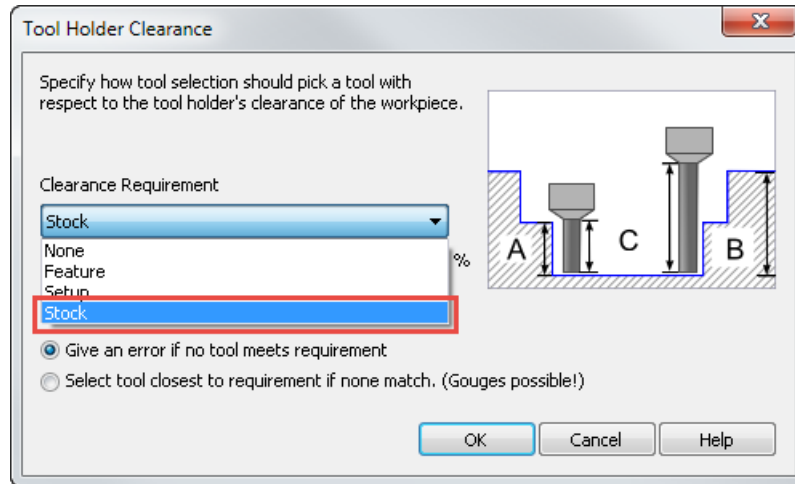 Tool Holder Clearance
X
Specify how tool selection should pick a tool with
respect to the tool holder's clearance of the workpiece.
Clearance Requirement
Stock
None
Feature
Setup
Stock
%
A
C
B
Give an error if no tool meets requirement
Select tool closest to requirement if none match. (Gouges possible!)
OK
Cancel
Help